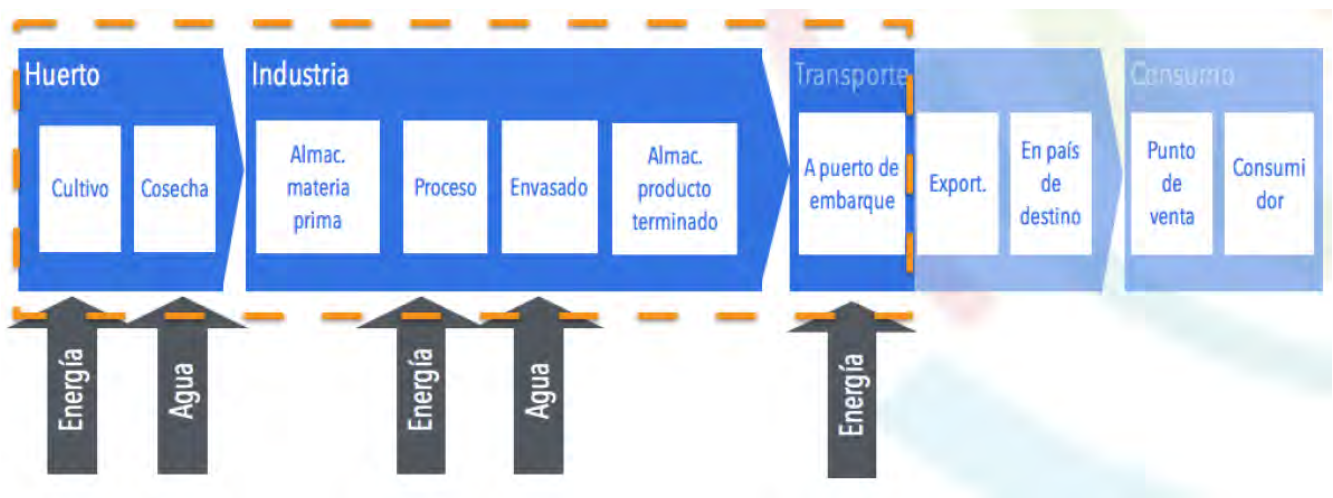 Huerto
Cultivo
Cosecha
Industria
Almac.
materia
prima
Proceso
Envasado
Almac.
producto
terminado
Transporte
A puerto de
embarque
Export.
En país
de
destino
Consumo
Punto
de
venta
Consumi
dor
Energía
Agua
Energía
Agua
Energía